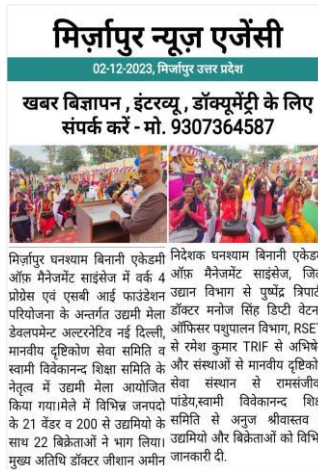 मिर्ज़ापुर न्यूज़ एजेंसी
02-12-2023, मिर्जापुर उत्तर प्रदेश
खबर बिज्ञापन , इंटरव्यू , डॉक्यूमेंट्री के लिए
संपर्क करें - मो. 9307364587
मिर्ज़ापुर घनश्याम बिनानी एकेडमी
ऑफ़ मैनेजमेंट साइंसेज में वर्क 4
प्रोग्रेस एवं एसबी आई फाउंडेशन
परियोजना के अन्तर्गत उद्यमी मेला
डेवलपमेण्ट अल्टरनेटिव नई दिल्ली,
मानवीय दृष्टिकोण सेवा समिति व
स्वामी विवेकानन्द शिक्षा समिति के
नेतृत्व में उद्यमी मेला आयोजित
किया गया।मेले में विभिन्न जनपदो
के 21 वेंडर व 200 से उद्यमियो के
साथ 22 बिक्रेताओं ने भाग लिया।
मुख्य अतिथि डॉक्टर जीशान अमीन
निदेशक घनश्याम बिनानी एकेडमी
ऑफ़ मैनेजमेंट साइंसेज,
उद्यान विभाग से पुष्पेंद्र
डॉक्टर मनोज सिंह डिप्टी
ऑफिसर पशुपालन विभाग,
से रमेश कुमार TRIF से
और संस्थाओं से मानवीय
सेवा संस्थान से
पांडेय,स्वामी विवेकानन्द
समिति से अनुज श्रीवास्तव
उद्यमियो और बिक्रेताओं को
जानकारी दी.